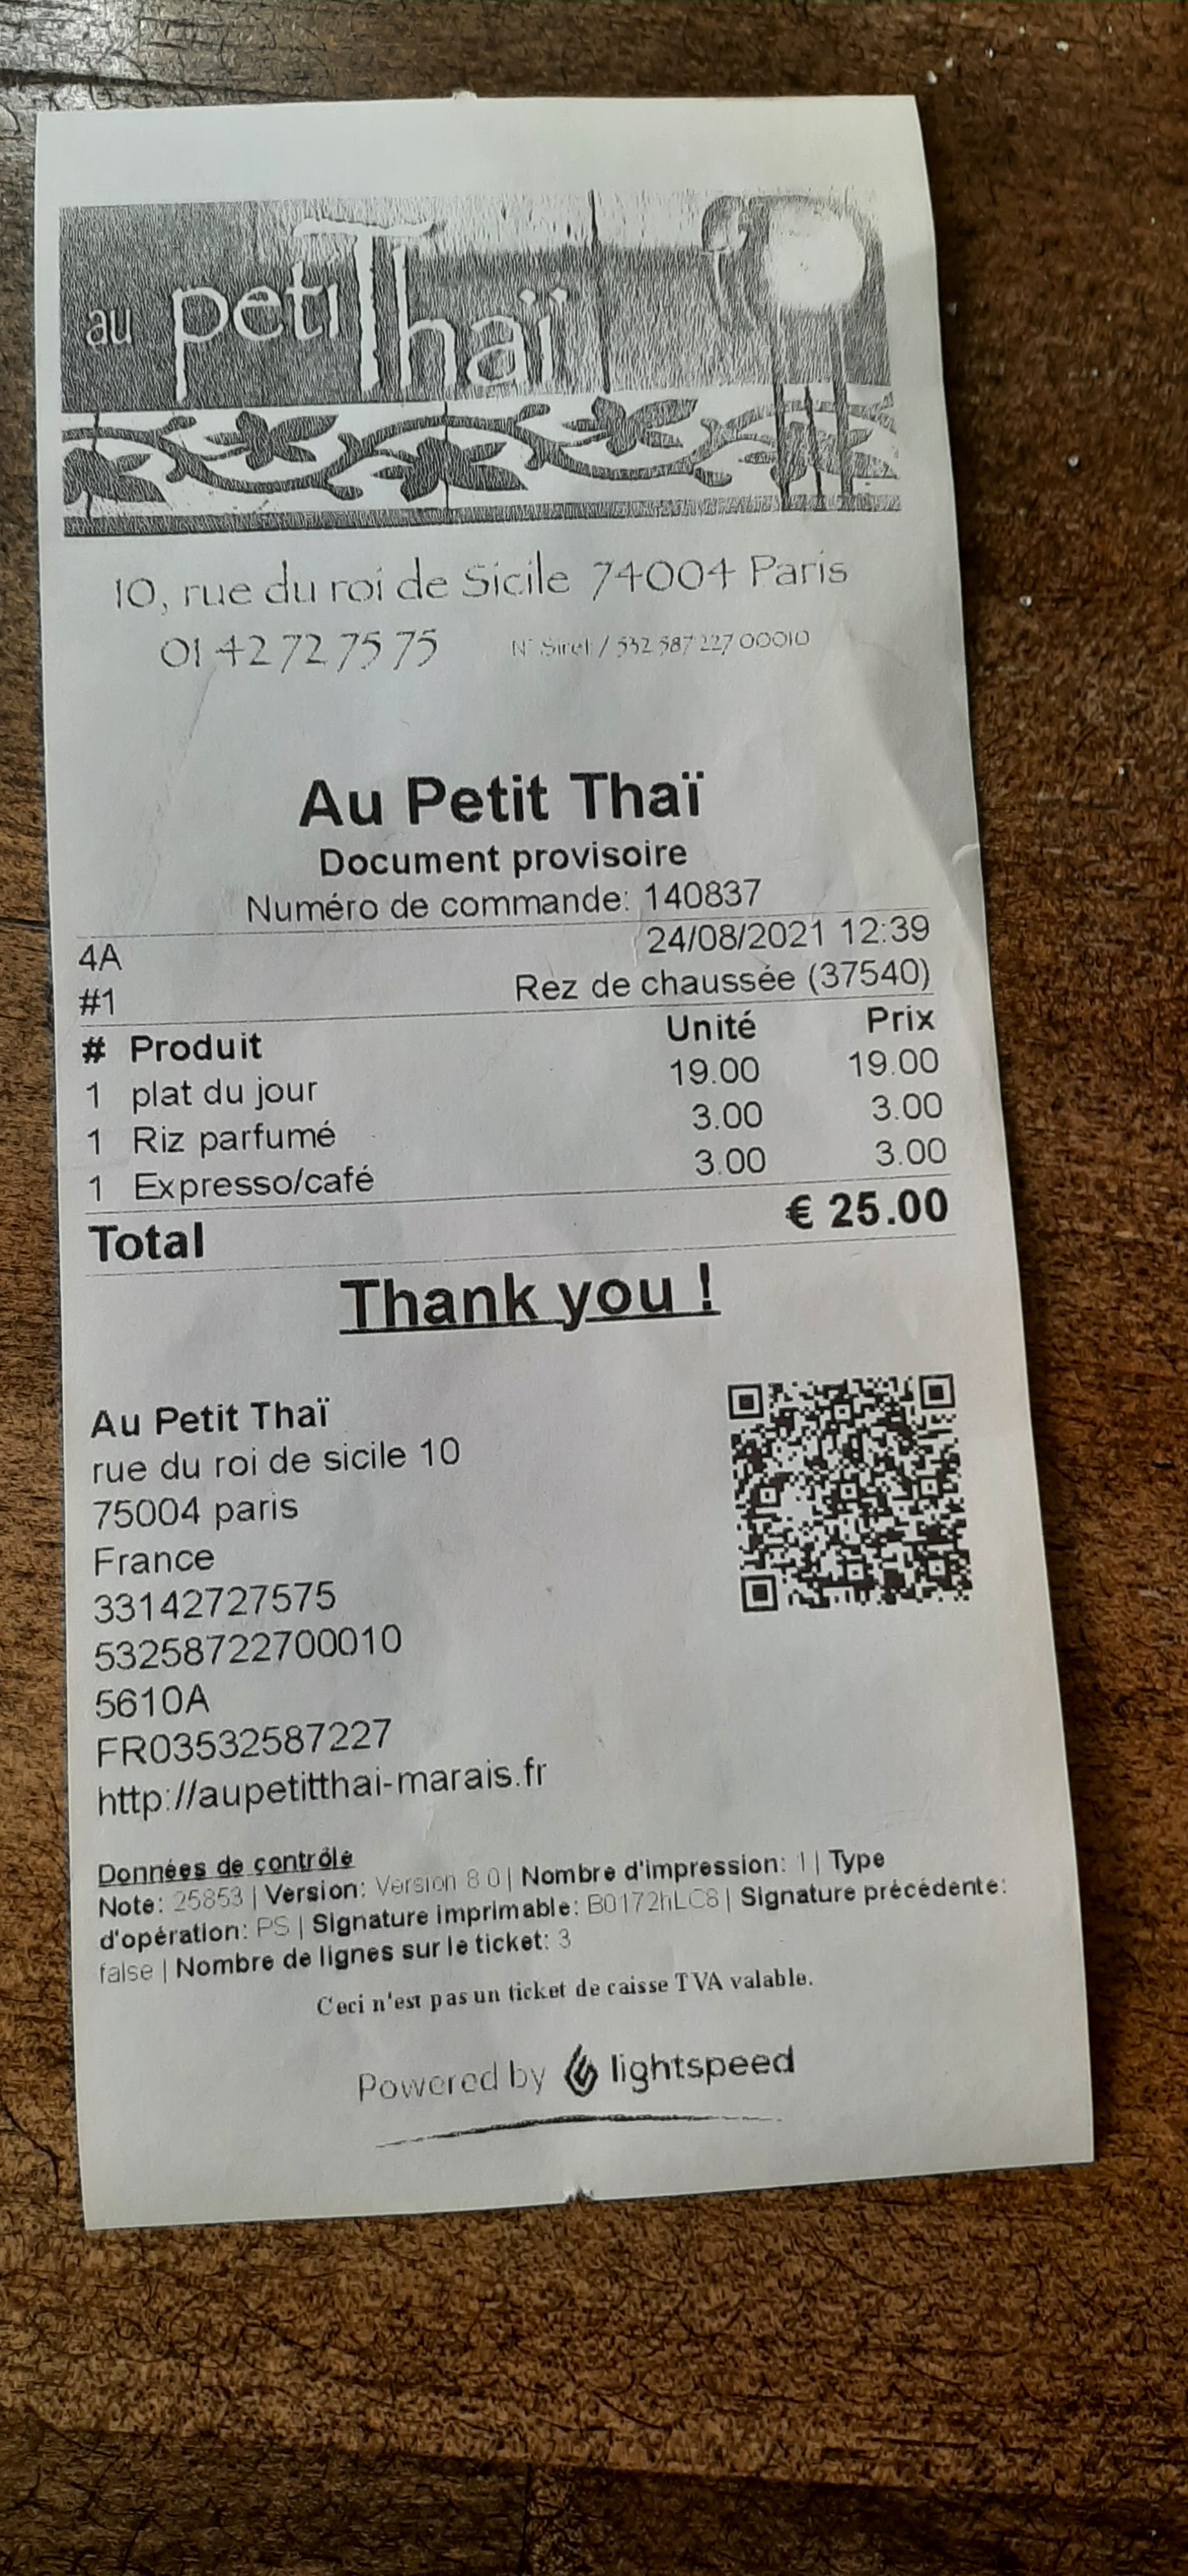 au petiThaï
10, rue du roi de Sicile 74004 Paris
01 42 72 75 75 N° Siret / 532 587 227 00010
Au Petit Thaï
Document provisoire
Numéro de commande: 140837
4A 24/08/2021 12:39
#1 Rez de chaussée (37540)
# Produit Unité Prix
1 plat du jour 19.00 19.00
1 Riz parfumé 3.00 3.00
1 Expresso/café 3.00 3.00
Total € 25.00
Thank you !
Au Petit Thaï
rue du roi de sicile 10
75004 paris
France
33142727575
53258722700010
5610A
FR03532587227
http://aupetitthai-marais.fr
Données de contrôle
Note: 25853 | Version: Version 8.0 | Nombre d'impression: 1 | Type
d'opération: PS | Signature imprimable: B0172hLC8 | Signature précédente:
false | Nombre de lignes sur le ticket: 3
Ceci n'est pas un ticket de caisse TVA valable.
Powered by lightspeed